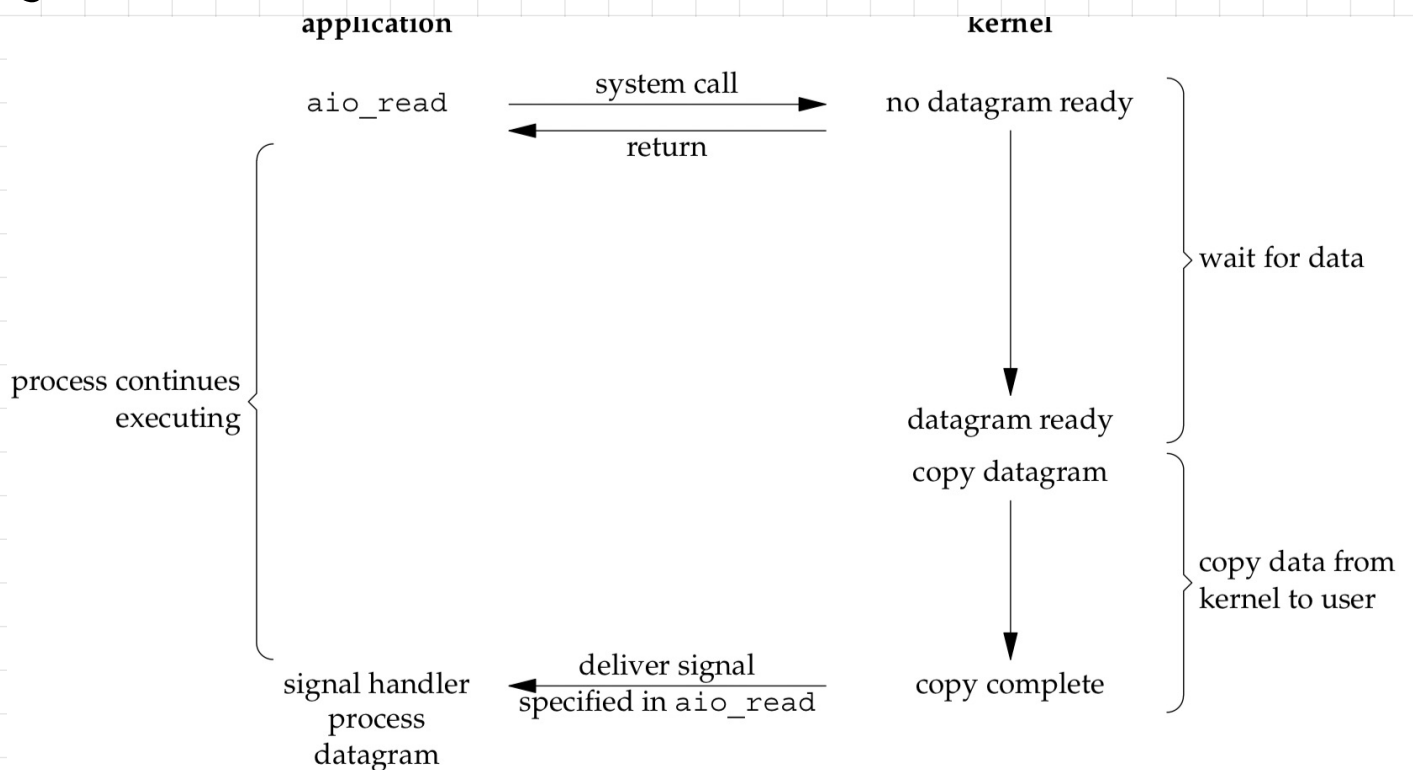 application
kernel
aio_read
system call
no datagram ready
return
wait for data
process continues
executing
datagram ready
copy datagram
copy data from
kernel to user
signal handler
process
datagram
deliver signal
specified in aio_read
copy complete